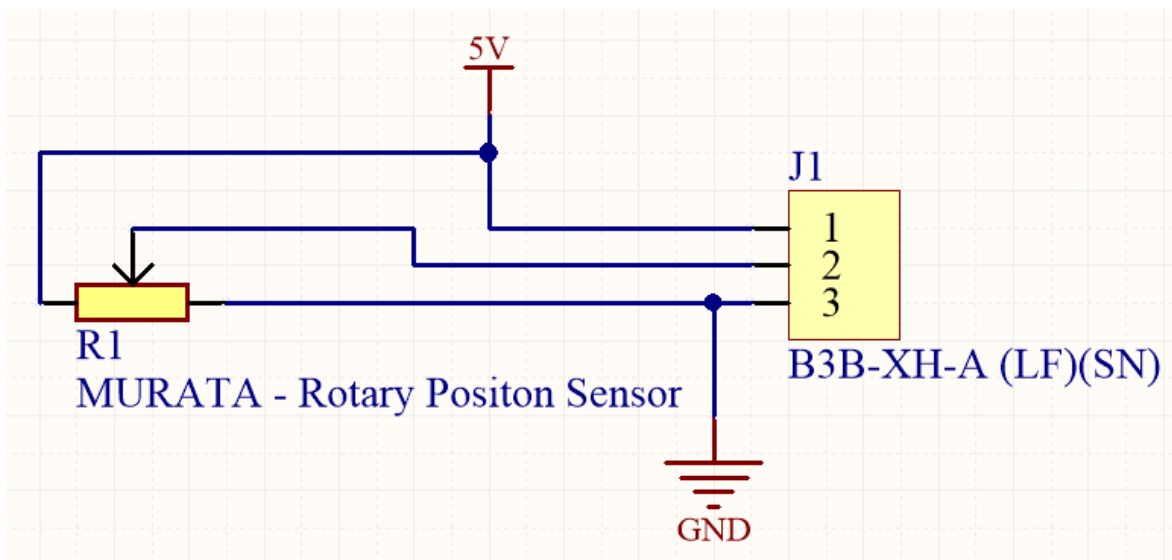 5V
J1
1
2
3
R1
MURATA - Rotary Positon Sensor
B3B-XH-A (LF)(SN)
GND